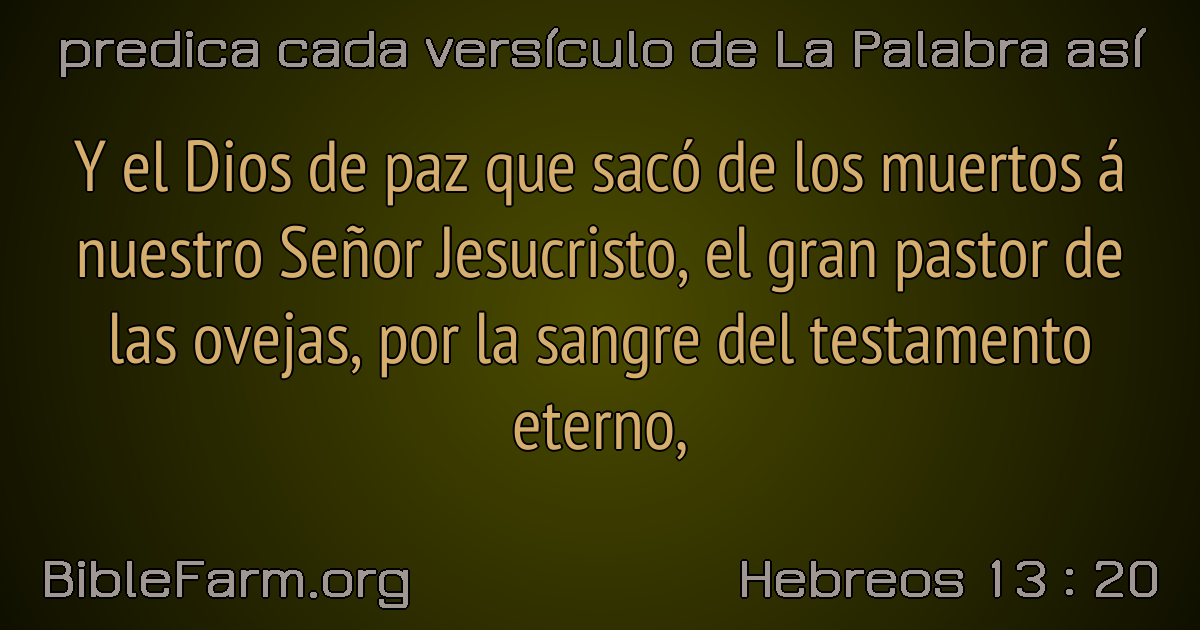 predica cada versículo de La Palabra así
Y el Dios de paz que sacó de los muertos á
nuestro Señor Jesucristo, el gran pastor de
las ovejas, por la sangre del testamento
eterno,
BibleFarm.org
Hebreos 13 : 20